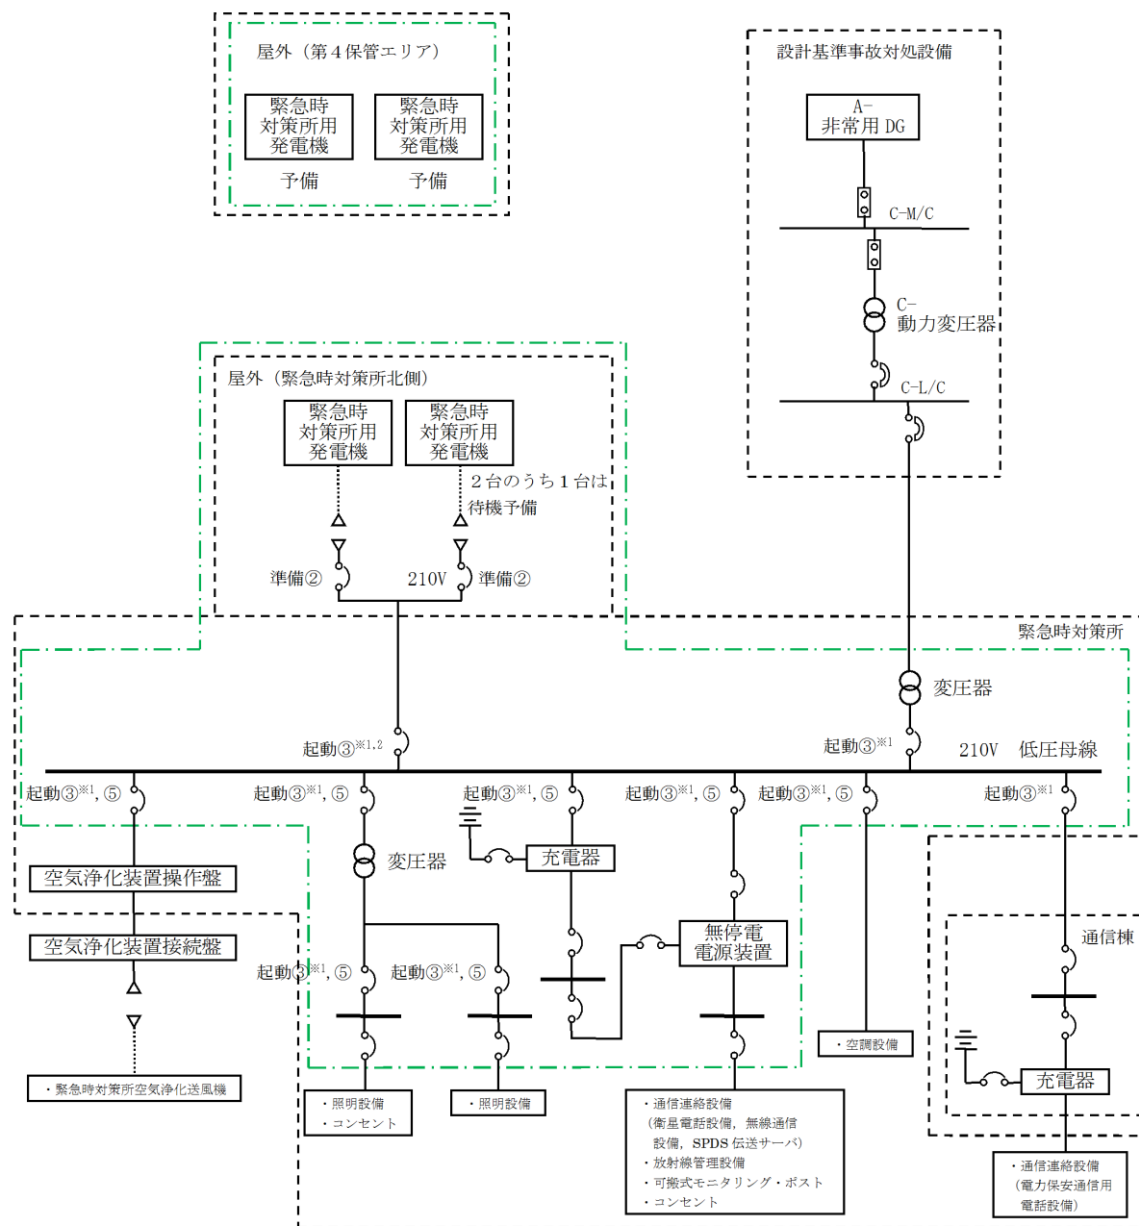 屋外（第４保管エリア）
緊急時
対策所用
発電機
予備
緊急時
対策所用
発電機
予備
設計基準事故対処設備
A-
非常用 DG
C-M/C
C-
動力変圧器
C-L/C
屋外（緊急時対策所北側）
緊急時
対策所用
発電機
緊急時
対策所用
発電機
２台のうち１台は
待機予備
準備②
210V
準備②
緊急時対策所
変圧器
起動③※1,2
起動③※1
210V 低圧母線
起動③※1, ⑤
起動③※1, ⑤
起動③※1, ⑤
起動③※1, ⑤
起動③※1, ⑤
起動③※1
空気浄化装置操作盤
変圧器
充電器
空気浄化装置接続盤
無停電
電源装置
通信棟
起動③※1, ⑤
起動③※1, ⑤
・空調設備
充電器
・緊急時対策所空気浄化送風機
・照明設備
・コンセント
・照明設備
・通信連絡設備
（衛星電話設備，無線通信
設備，SPDS 伝送サーバ）
・放射線管理設備
・可搬式モニタリング・ポスト
・コンセント
・通信連絡設備
（電力保安通信用
電話設備）